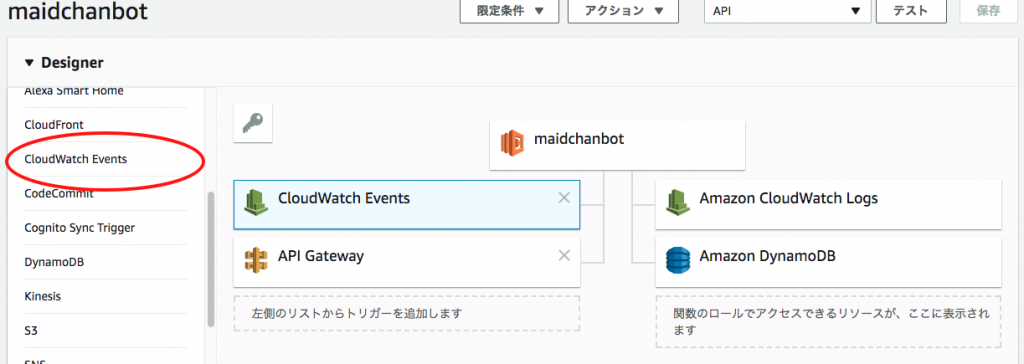 maidchanbot
限定条件
アクション
API
テスト
保存
Designer
Alexa Smart Home
CloudFront
CloudWatch Events
CodeCommit
Cognito Sync Trigger
DynamoDB
Kinesis
S3
SNS
maidchanbot
CloudWatch Events
API Gateway
左側のリストからトリガーを追加します
Amazon CloudWatch Logs
Amazon DynamoDB
関数のロールでアクセスできるリソースが、ここに表示され
ます